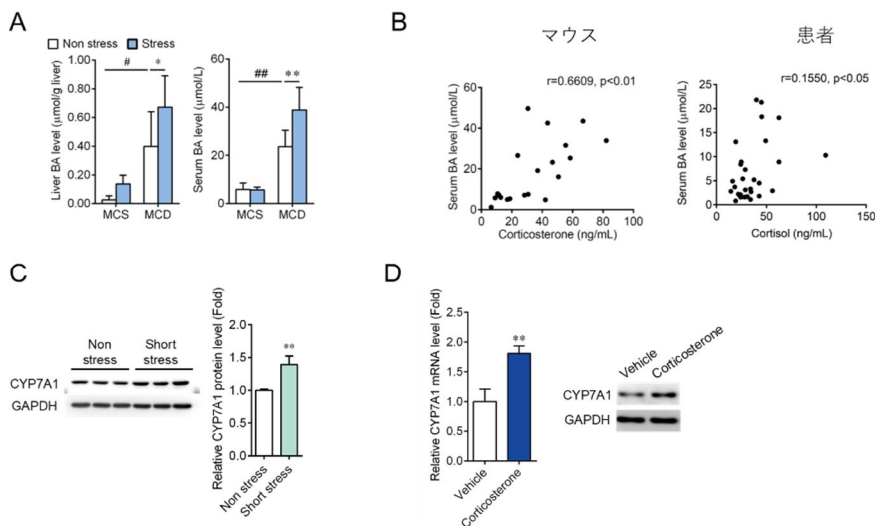 A
Non stress
Stress
Liver BA level (μmol/g liver)
1.0
0.80
0.60
0.40
0.20
0.00
#
*
MCS
MCD
Serum BA level (μmol/L)
60
40
20
0
##
**
MCS
MCD
B
マウス
r=0.6609, p<0.01
Serum BA level (μmol/L)
60
50
40
30
20
10
0
0
20
40
60
80
100
Corticosterone (ng/mL)
患者
r=0.1550, p<0.05
Serum BA level (μmol/L)
25
20
15
10
5
0
0
50
100
150
Cortisol (ng/mL)
C
Non
stress
Short
stress
CYP7A1
GAPDH
Relative CYP7A1 protein level (Fold)
2.0
1.5
1.0
0.5
0.0
**
Non stress
Short stress
D
Relative CYP7A1 mRNA level (Fold)
2.5
2.0
1.5
1.0
0.5
0.0
**
Vehicle
Corticosterone
Vehicle
Corticosterone
CYP7A1
GAPDH